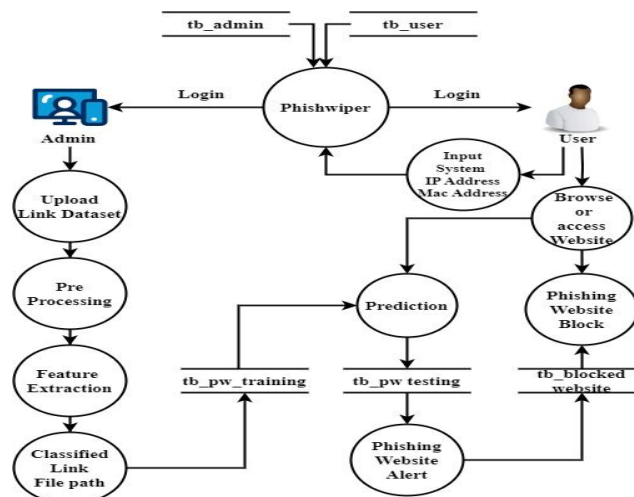 tb_admin
tb_user
Login
Phishwiper
Login
Admin
User
Input
System
IP Address
Mac Address
Upload
Link Dataset
Browse
or
access
Website
Pre
Processing
Prediction
Phishing
Website
Block
Feature
Extraction
tb_pw_training
tb_pw testing
tb_blocked
website
Classified
Link
File path
Phishing
Website
Alert